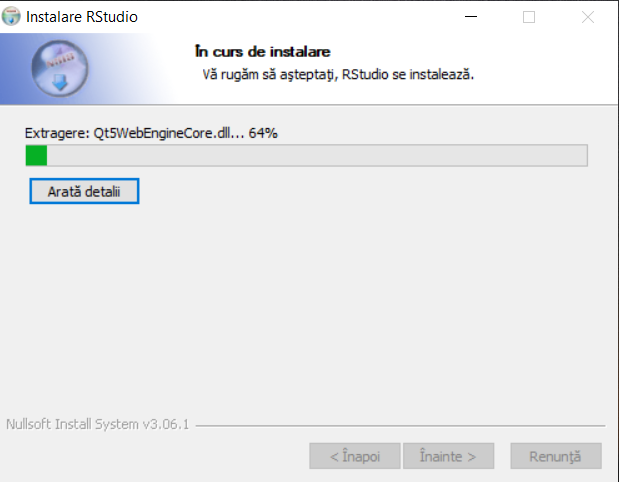 Instalare RStudio
În curs de instalare
Vă rugăm să aşteptaţi, RStudio se instalează.
Extragere: Qt5WebEngineCore.dll... 64%
Arată detalii
Nullsoft Install System v3.06.1
< Înapoi
Înainte >
Renunţă